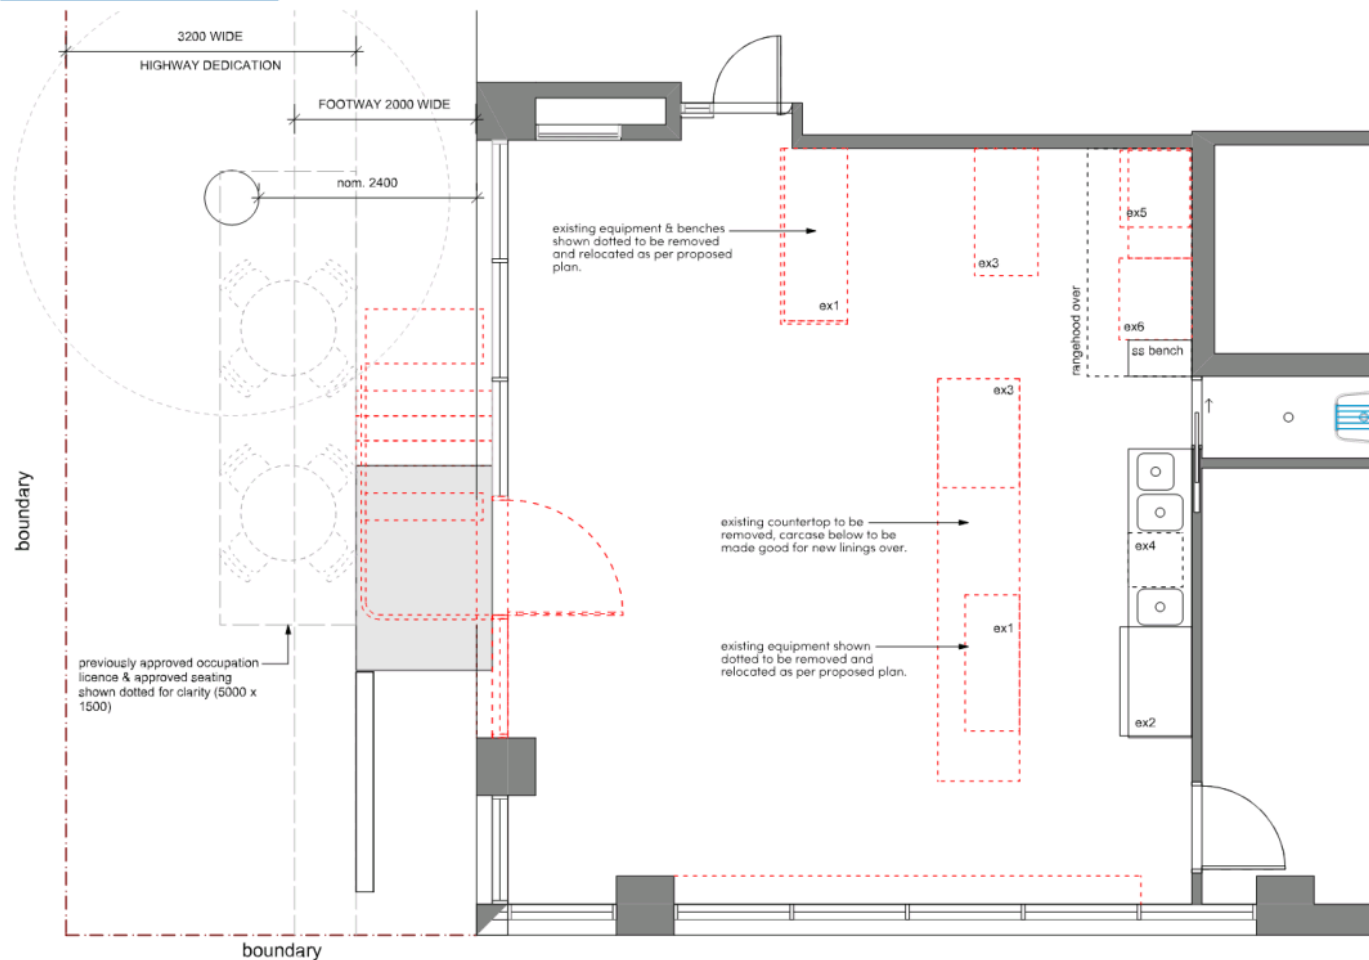 3200 WIDE
HIGHWAY DEDICATION
FOOTWAY 2000 WIDE
nom. 2400
existing equipment & benches
shown dotted to be removed
and relocated as per proposed
plan.
ex1
ex3
ex5
ex6
rangehood over
ss bench
ex3
existing countertop to be
removed, carcase below to be
made good for new linings over.
ex4
ex1
existing equipment shown
dotted to be removed and
relocated as per proposed plan.
ex2
previously approved occupation
licence & approved seating
shown dotted for clarity (5000 x
1500)
boundary
boundary